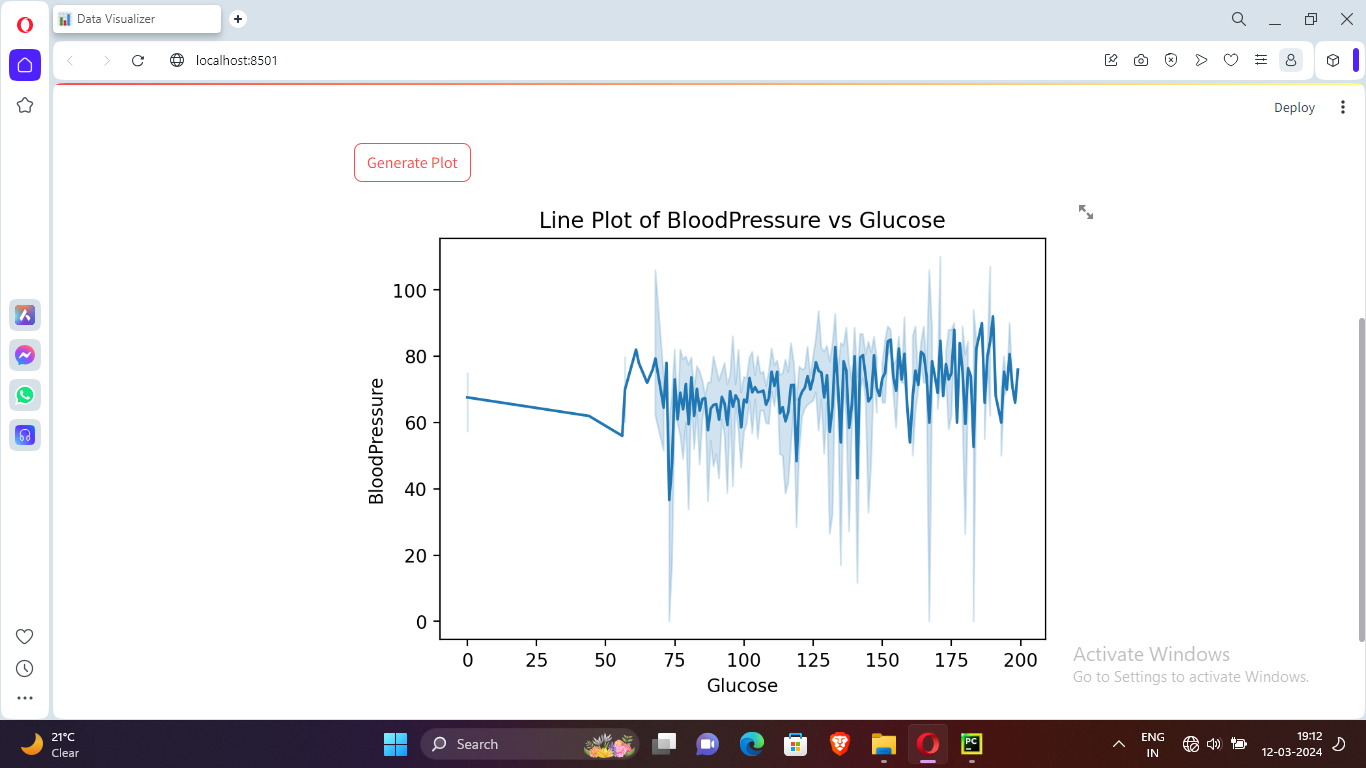 Data Visualizer
localhost:8501
Deploy
Generate Plot
Line Plot of BloodPressure vs Glucose
BloodPressure
100
80
60
40
20
0
0 25 50 75 100 125 150 175 200
Glucose
Activate Windows
Go to Settings to activate Windows.
21°C
Clear
Search
PC
ENG
IN
19:12
12-03-2024